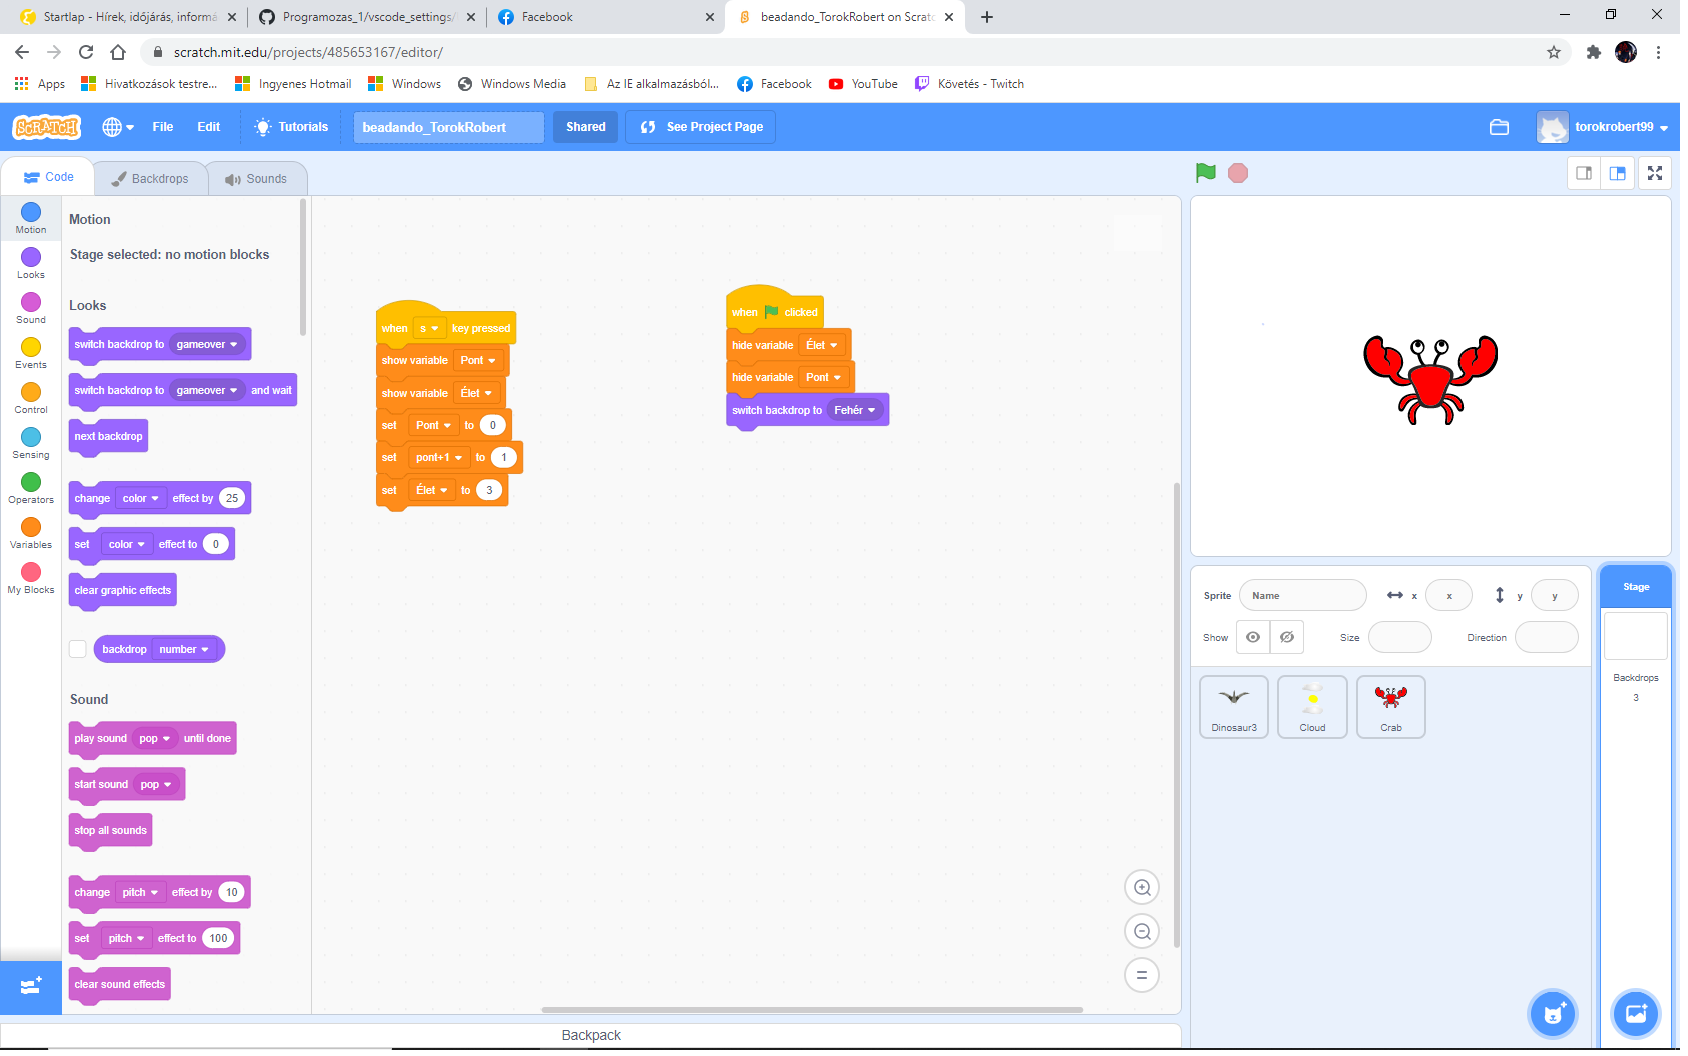 Startlap - Hírek, időjárás, informá
Programozas_1/vscode_settings/
Facebook
beadando_TorokRobert on Scratc
scratch.mit.edu/projects/485653167/editor/
Apps
Hivatkozások testre...
Ingyenes Hotmail
Windows
Windows Media
Az IE alkalmazásból...
Facebook
YouTube
Követés - Twitch
SCRATCH
File
Edit
Tutorials
beadando_TorokRobert
Shared
See Project Page
torokrobert99
Code
Backdrops
Sounds
Motion
Looks
Sound
Events
Control
Sensing
Operators
Variables
My Blocks
Motion
Stage selected: no motion blocks
Looks
switch backdrop to gameover
switch backdrop to gameover and wait
next backdrop
change color effect by 25
set color effect to 0
clear graphic effects
backdrop number
Sound
play sound pop until done
start sound pop
stop all sounds
change pitch effect by 10
set pitch effect to 100
clear sound effects
when s key pressed
show variable Pont
show variable Élet
set Pont to 0
set pont+1 to 1
set Élet to 3
when clicked
hide variable Élet
hide variable Pont
switch backdrop to Fehér
Sprite Name x x y y
Show Size Direction
Dinosaur3
Cloud
Crab
Stage
Backdrops
3
Backpack